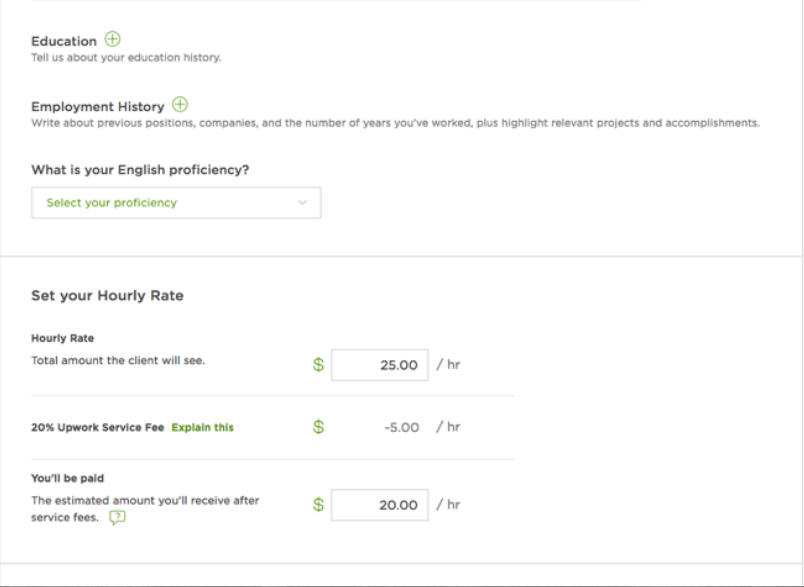 Education
Tell us about your education history.
Employment History
Write about previous positions, companies, and the number of years you've worked, plus highlight relevant projects and accomplishments.
What is your English proficiency?
Select your proficiency
Set your Hourly Rate
Hourly Rate
Total amount the client will see.
$ 25.00 / hr
20% Upwork Service Fee Explain this $ -5.00 / hr
You'll be paid
The estimated amount you'll receive after
service fees. ?
$ 20.00 / hr